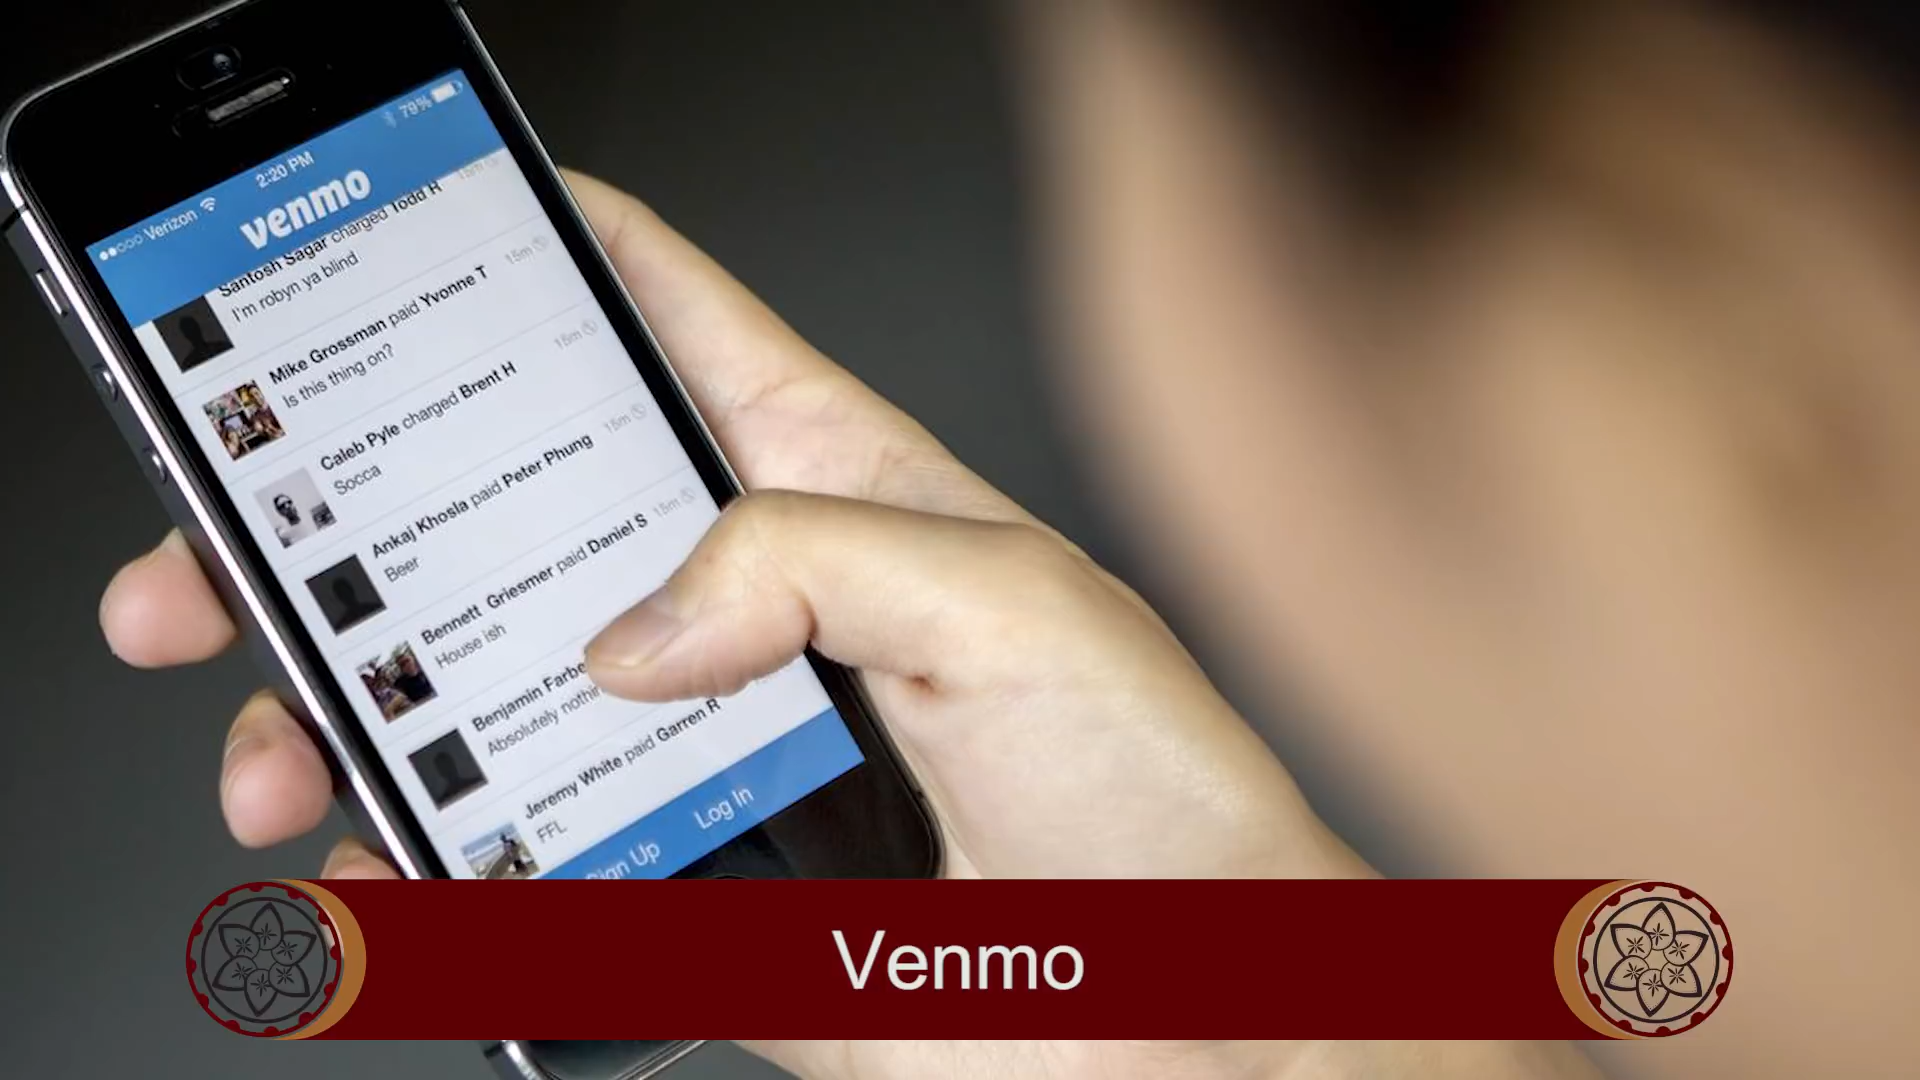 Verizon
2:20 PM
79%
venmo
Santosh Sagar charged Todd R
15m
I'm robyn ya blind
Mike Grossman paid Yvonne T
15m
Is this thing on?
Caleb Pyle charged Brent H
15m
Socca
Ankaj Khosla paid Peter Phung
15m
Beer
Bennett Griesmer paid Daniel S
15m
House ish
Benjamin
Absolutely
Jeremy White paid Garren R
FFL
Sign Up
Log In
Venmo